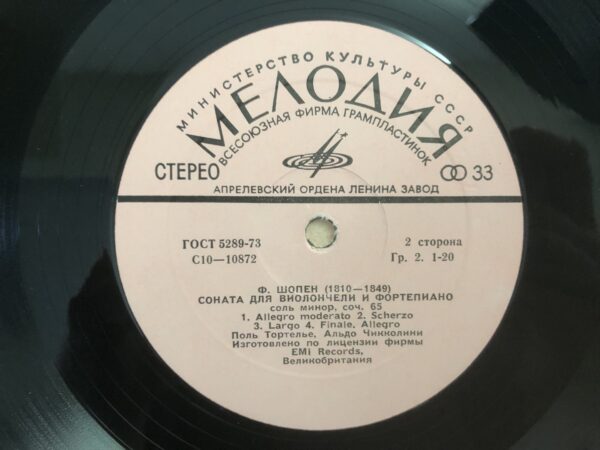 МИНИСТЕРСТВО КУЛЬТУРЫ СССР
МЕЛОДИЯ
ВСЕСОЮЗНАЯ ФИРМА ГРАМПЛАСТИНОК
СТЕРЕО
33
АПРЕЛЕВСКИЙ ОРДЕНА ЛЕНИНА ЗАВОД
ГОСТ 5289-73
2 сторона
С10—10872
Гр. 2. 1-20
Ф. ШОПЕН (1810—1849)
СОНАТА ДЛЯ ВИОЛОНЧЕЛИ И ФОРТЕПИАНО
соль минор, соч. 65
1. Allegro moderato 2. Scherzo
3. Largo 4. Finale. Allegro
Поль Тортелье, Альдо Чикколини
Изготовлено по лицензии фирмы
EMi Records,
Великобритания